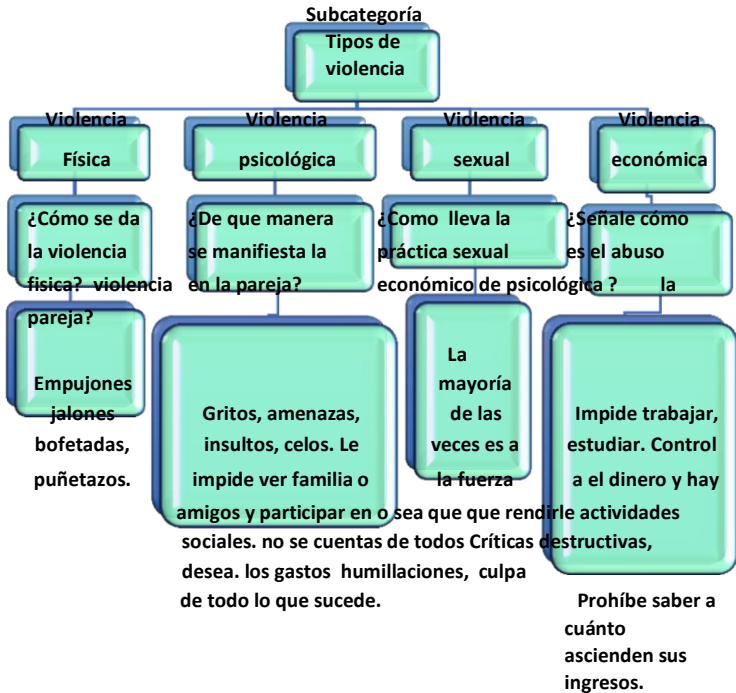 Subcategoría
Tipos de
violencia
Violencia Violencia Violencia Violencia
Física psicológica sexual económica
¿Cómo se da ¿De que manera ¿Como lleva la ¿Señale cómo
la violencia se manifiesta la práctica sexual es el abuso
fisica? violencia en la pareja? económico de psicológica ? la
pareja?
La
Empujones mayoría
jalones Gritos, amenazas, de las Impide trabajar,
bofetadas, insultos, celos. Le veces es a estudiar. Control
puñetazos. impide ver familia o la fuerza a el dinero y hay
amigos y participar en o sea que que rendirle actividades
sociales. no se cuentas de todos Críticas destructivas,
desea. los gastos humillaciones, culpa
de todo lo que sucede.
Prohíbe saber a
cuánto
ascienden sus
ingresos.